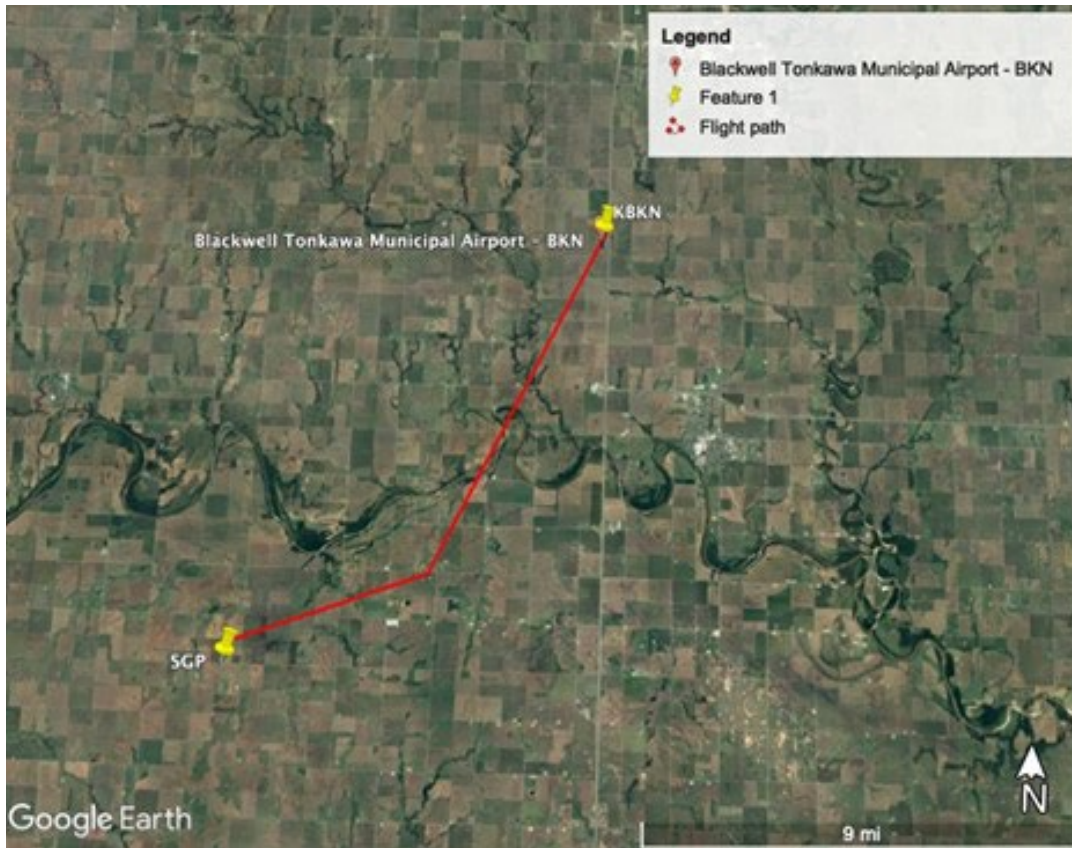 Legend
Blackwell Tonkawa Municipal Airport - BKN
Feature 1
Flight path
KBKN
Blackwell Tonkawa Municipal Airport - BKN
SGP
N
Google Earth
9 mi